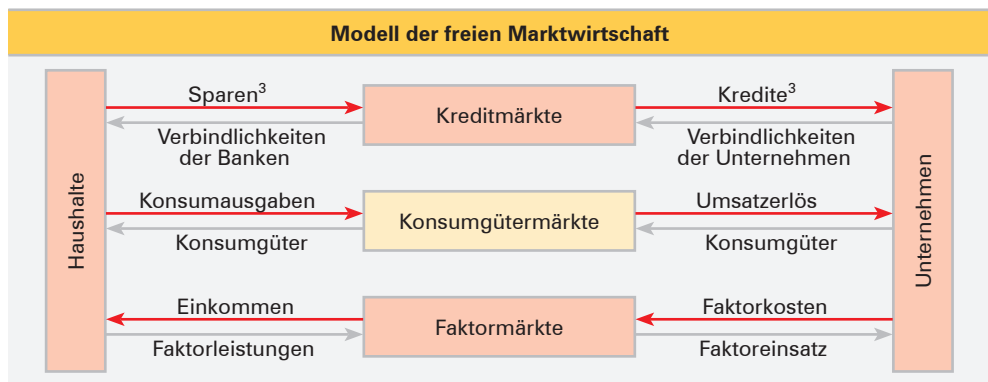 Modell der freien Marktwirtschaft
Haushalte
Sparen³
Verbindlichkeiten
der Banken
Kreditmärkte
Kredite³
Verbindlichkeiten
der Unternehmen
Konsumausgaben
Konsumgüter
Konsumgütermärkte
Umsatzerlös
Konsumgüter
Einkommen
Faktorleistungen
Faktormärkte
Faktorkosten
Faktoreinsatz
Unternehmen